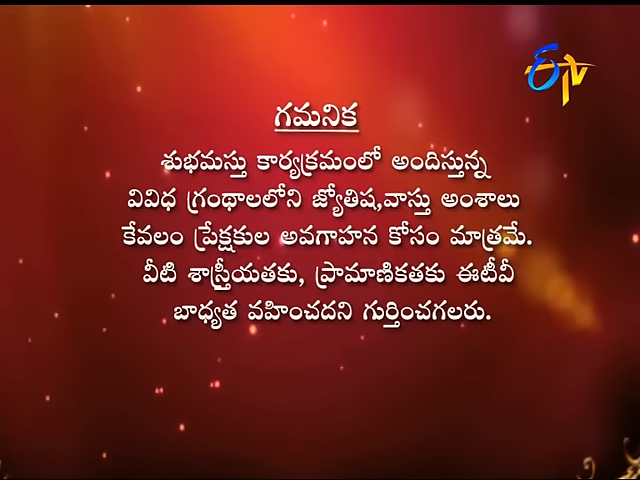 ETV
గమనిక
శుభమస్తు కార్యక్రమంలో అందిస్తున్న
వివిధ గ్రంథాలలోని జ్యోతిష,వాస్తు అంశాలు
కేవలం ప్రేక్షకుల అవగాహన కోసం మాత్రమే.
వీటి శాస్త్రీయతకు, ప్రామాణికతకు ఈటీవీ
బాధ్యత వహించదని గుర్తించగలరు.